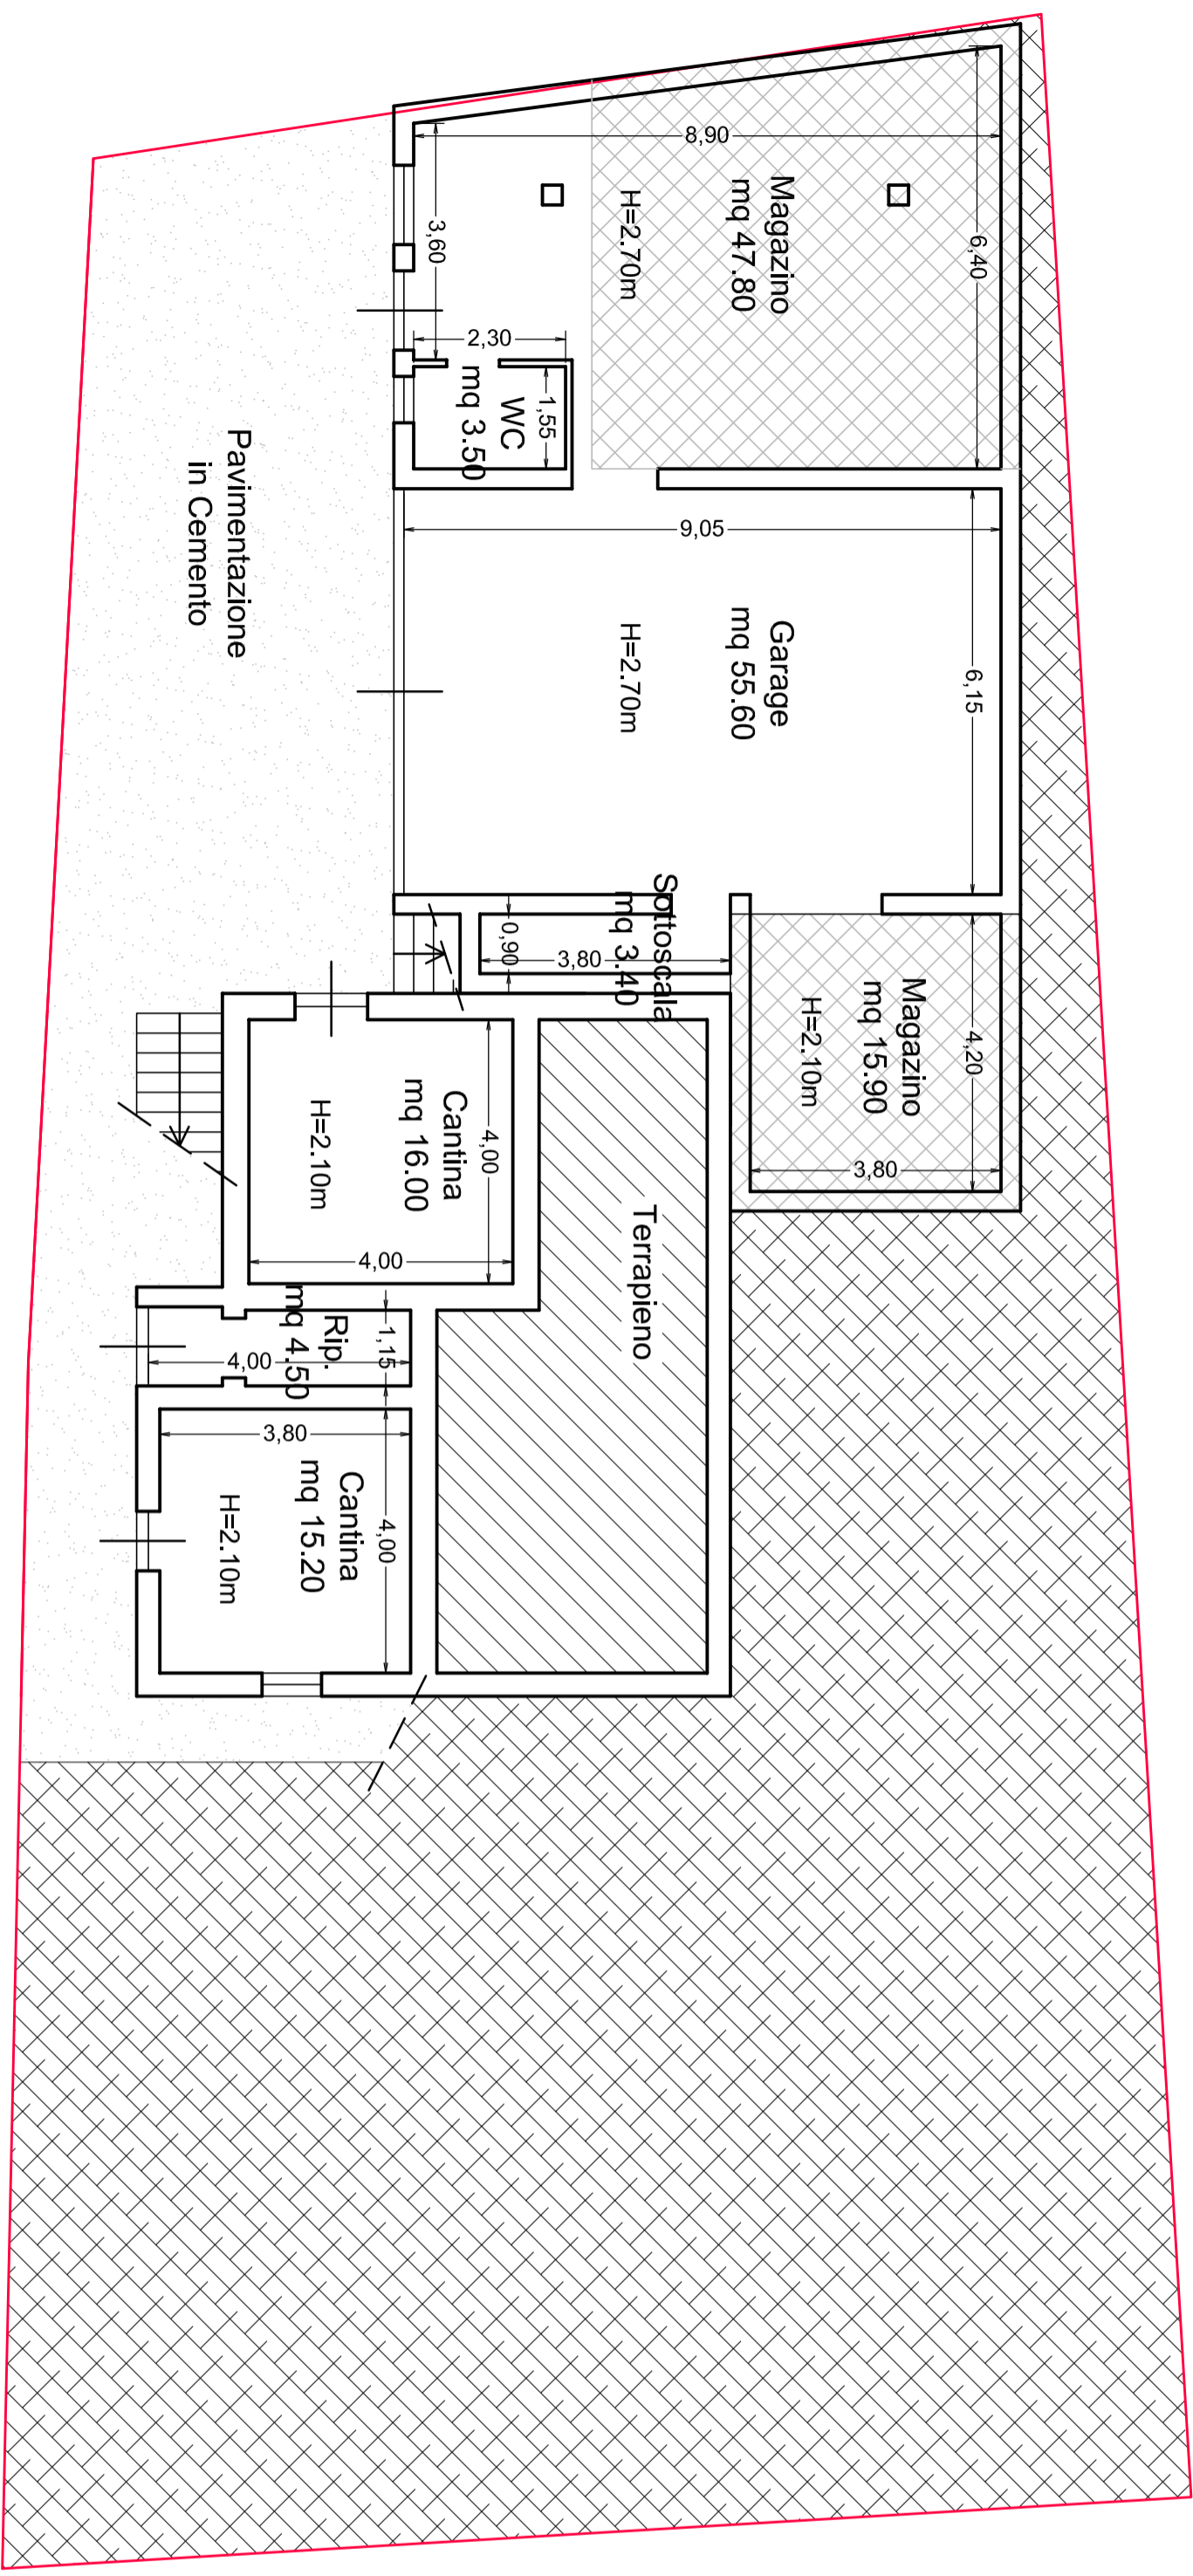 6,40
8,90
Magazino
mq 47.80
H=2.70m
3,60
2,30
1,55
WC
mq 3.50
6,15
9,05
Garage
mq 55.60
H=2.70m
Pavimentazione
in Cemento
Sottoscala
mq 3.40
0,90
3,80
Magazino
mq 15.90
H=2.10m
4,20
3,80
Cantina
mq 16.00
H=2.10m
4,00
4,00
Terrapieno
Rip.
mq 4.50
1,15
4,00
Cantina
mq 15.20
H=2.10m
3,80
4,00